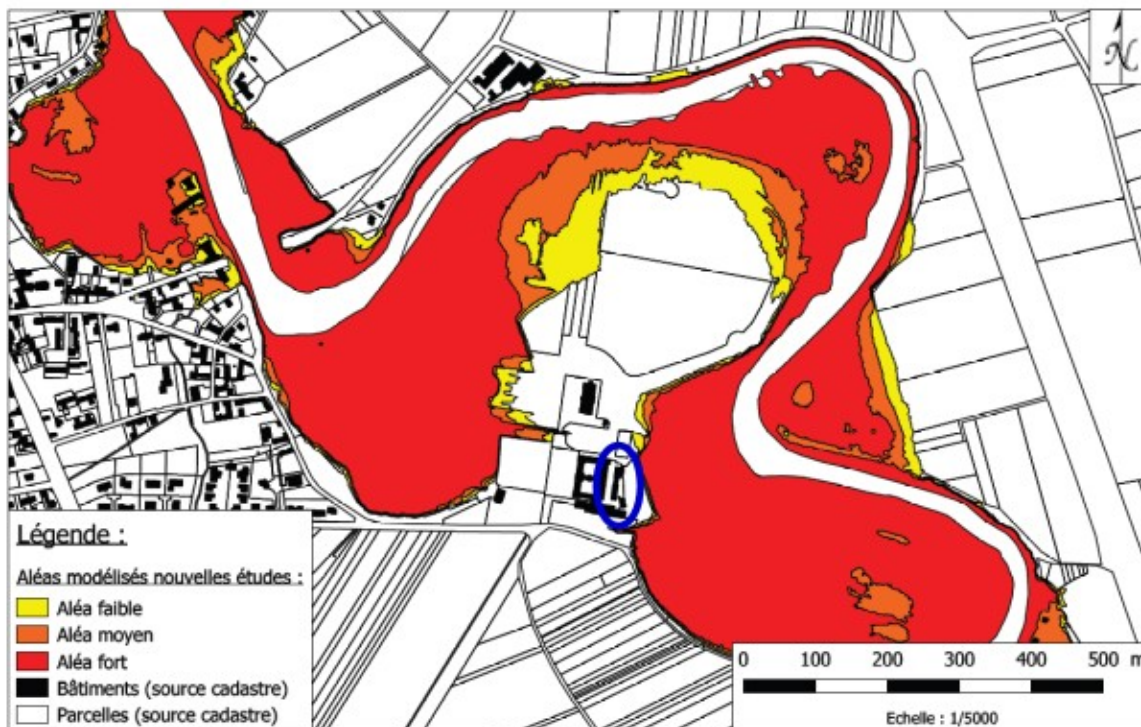 N
Légende :
Aléas modélisés nouvelles études :
Aléa faible
Aléa moyen
Aléa fort
Bâtiments (source cadastre)
Parcelles (source cadastre)
0 100 200 300 400 500 m
Echelle : 1/5000